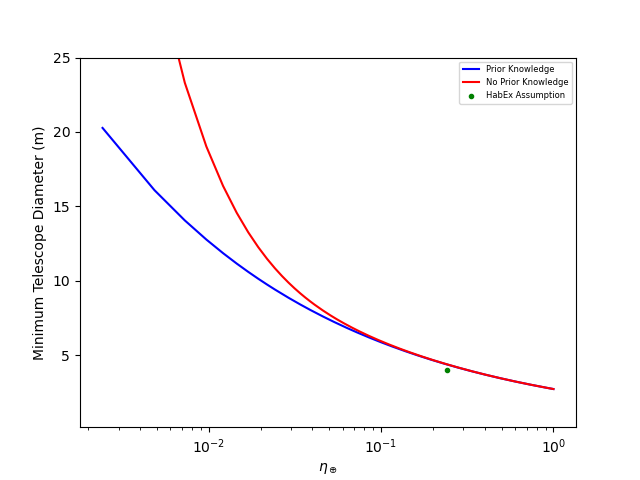 25
20
15
10
5
Minimum Telescope Diameter (m)
Prior Knowledge
No Prior Knowledge
HabEx Assumption
10⁻² 10⁻¹ 10⁰
η⊕